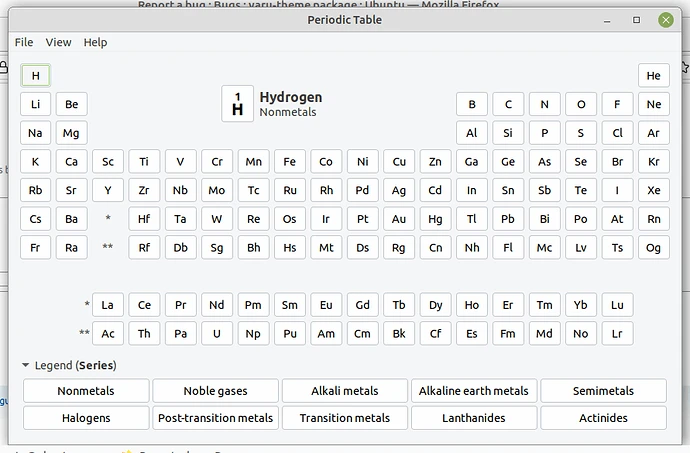 Report a bug : Bugs : yaru-theme package : Ubuntu — Mozilla Firefox
Periodic Table
File View Help
H He
1
H
Hydrogen
Nonmetals
Li Be B C N O F Ne
Na Mg Al Si P S Cl Ar
K Ca Sc Ti V Cr Mn Fe Co Ni Cu Zn Ga Ge As Se Br Kr
Rb Sr Y Zr Nb Mo Tc Ru Rh Pd Ag Cd In Sn Sb Te I Xe
Cs Ba * Hf Ta W Re Os Ir Pt Au Hg Tl Pb Bi Po At Rn
Fr Ra ** Rf Db Sg Bh Hs Mt Ds Rg Cn Nh Fl Mc Lv Ts Og
* La Ce Pr Nd Pm Sm Eu Gd Tb Dy Ho Er Tm Yb Lu
** Ac Th Pa U Np Pu Am Cm Bk Cf Es Fm Md No Lr
Legend (Series)
Nonmetals Noble gases Alkali metals Alkaline earth metals Semimetals
Halogens Post-transition metals Transition metals Lanthanides Actinides